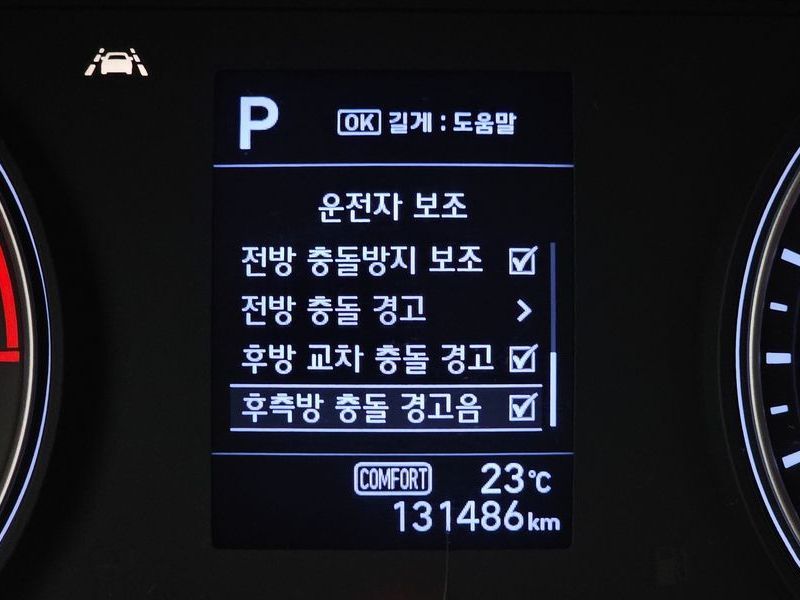 P
OK 길게 : 도움말
운전자 보조
전방 충돌방지 보조
전방 충돌 경고
후방 교차 충돌 경고
후측방 충돌 경고음
COMFORT 23°C
131486km